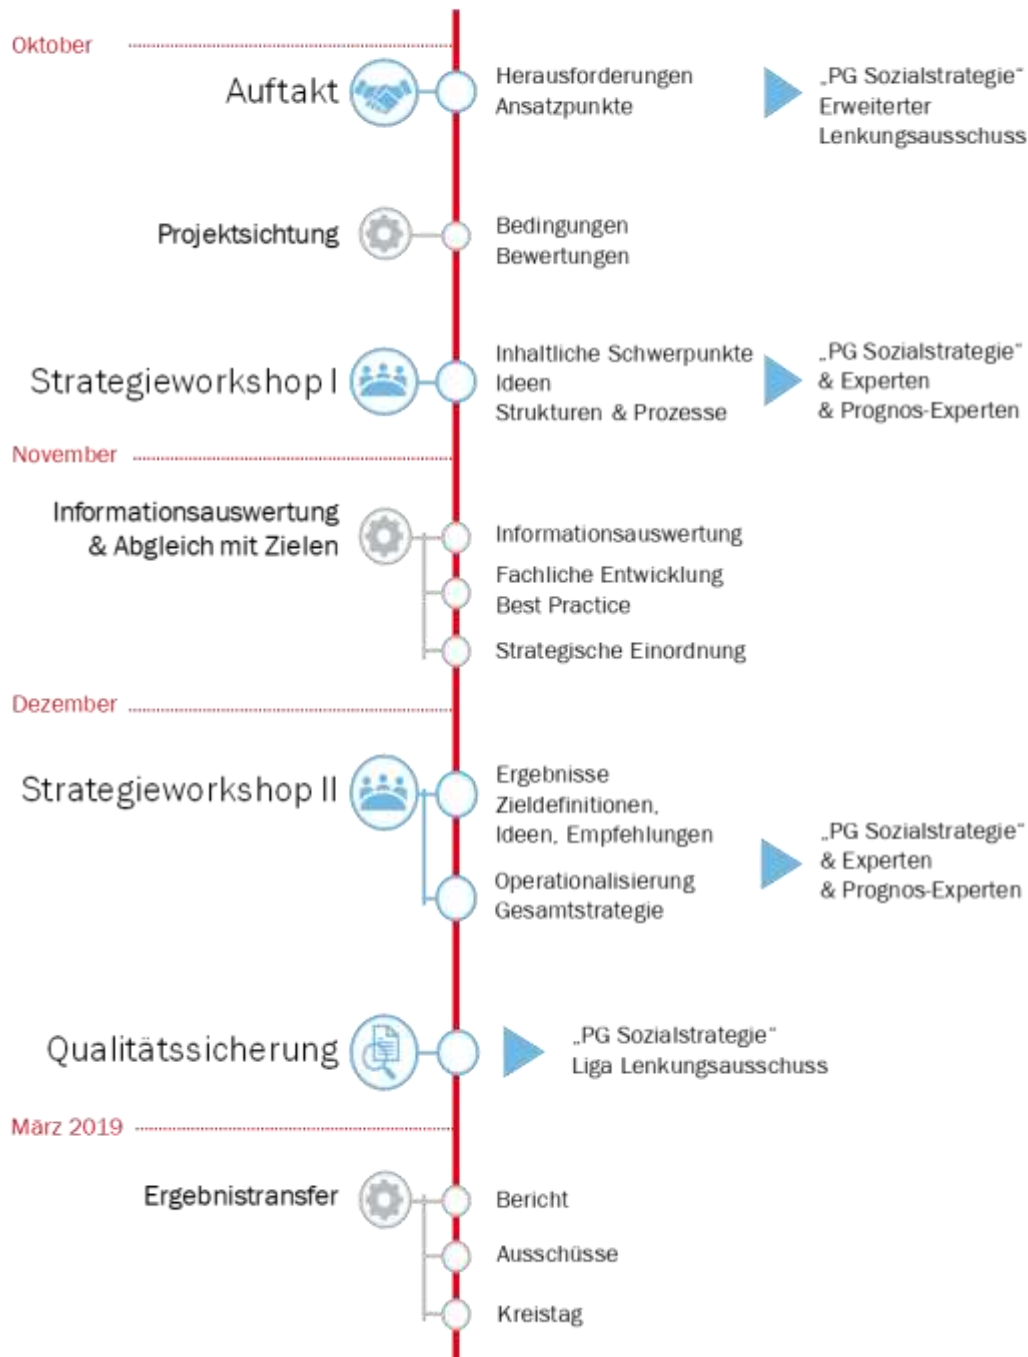 Oktober
Auftakt
Herausforderungen
Ansatzpunkte
„PG Sozialstrategie“
Erweiterter
Lenkungsausschuss
Projektsichtung
Bedingungen
Bewertungen
Strategieworkshop I
Inhaltliche Schwerpunkte
Ideen
Strukturen & Prozesse
„PG Sozialstrategie“
& Experten
& Prognos-Experten
November
Informationsauswertung
& Abgleich mit Zielen
Informationsauswertung
Fachliche Entwicklung
Best Practice
Strategische Einordnung
Dezember
Strategieworkshop II
Ergebnisse
Zieldefinitionen,
Ideen, Empfehlungen
Operationalisierung
Gesamtstrategie
„PG Sozialstrategie“
& Experten
& Prognos-Experten
Qualitätssicherung
„PG Sozialstrategie“
Liga Lenkungsausschuss
März 2019
Ergebnistransfer
Bericht
Ausschüsse
Kreistag